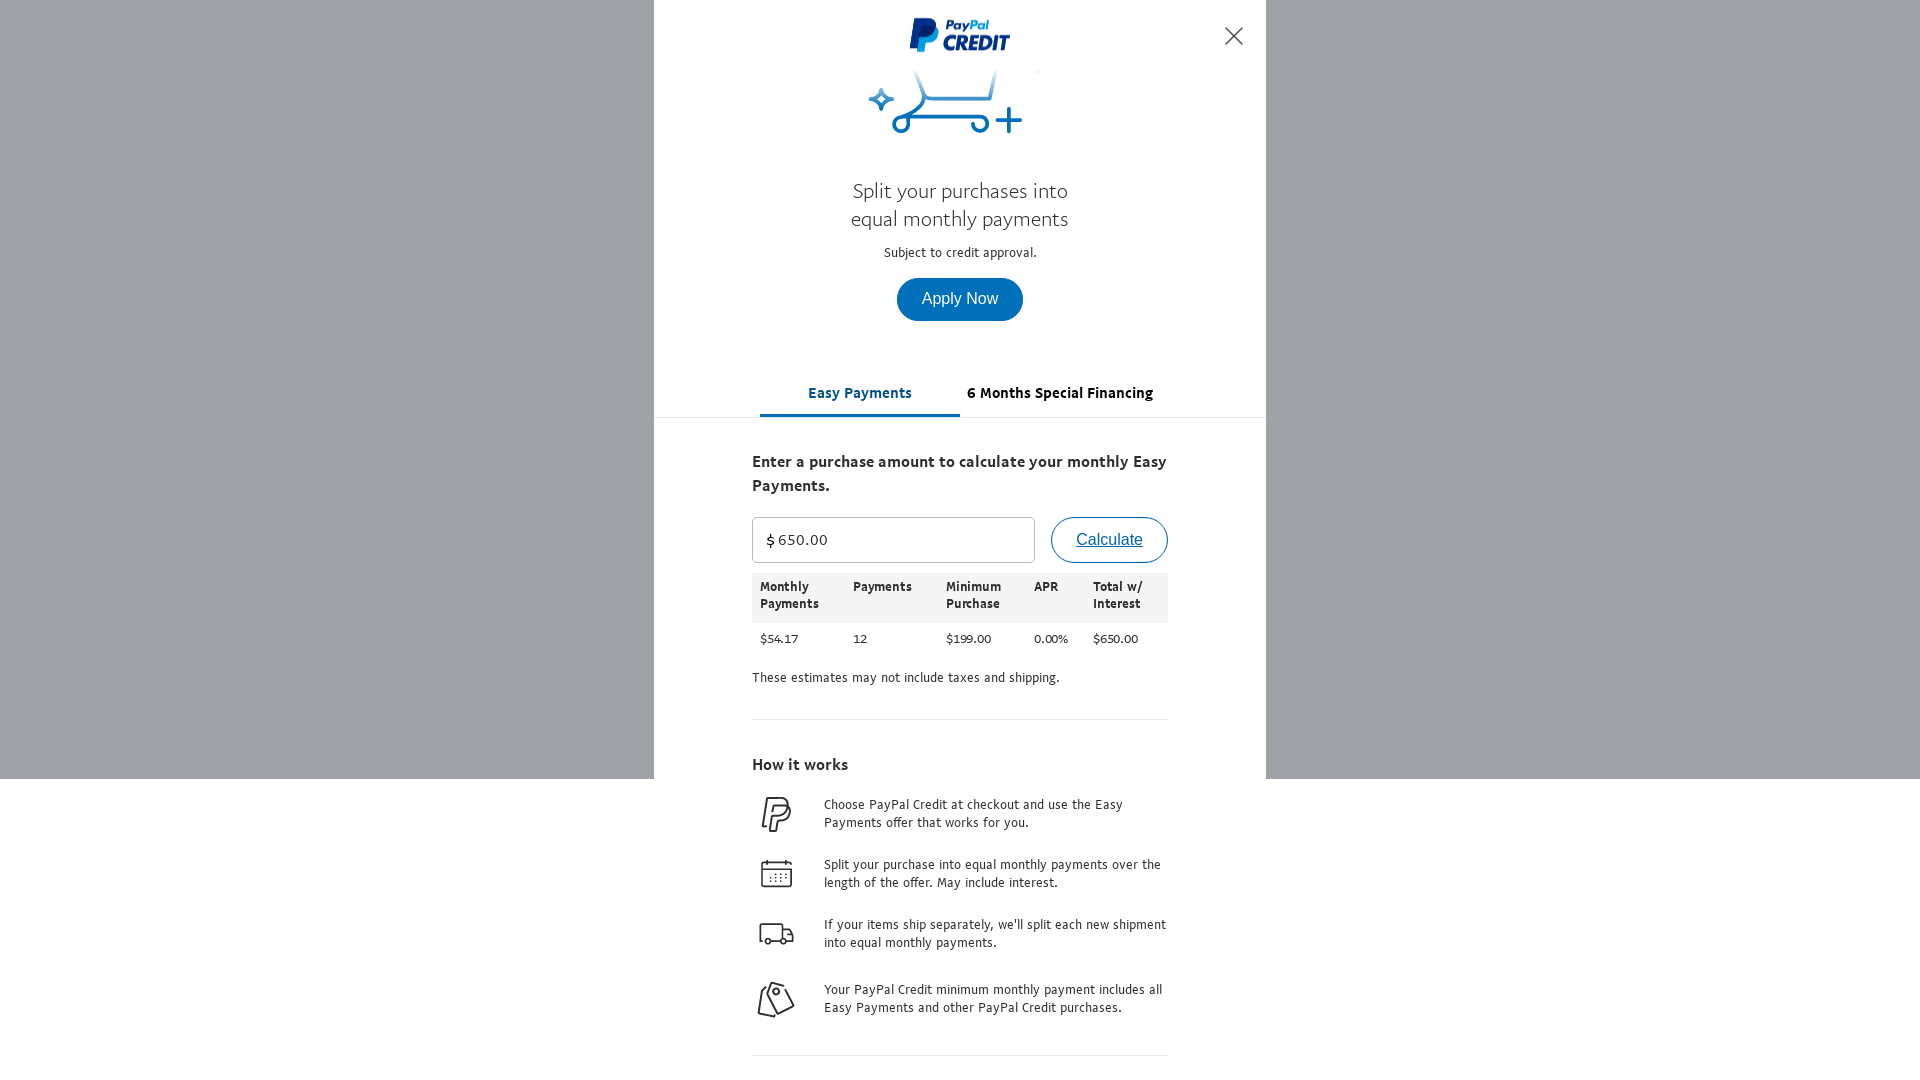 PayPal
CREDIT
Split your purchases into
equal monthly payments
Subject to credit approval.
Apply Now
Easy Payments 6 Months Special Financing
Enter a purchase amount to calculate your monthly Easy
Payments.
$ 650.00 Calculate
Monthly Payments Minimum APR Total w/
Payments Purchase Interest
$54.17 12 $199.00 0.00% $650.00
These estimates may not include taxes and shipping.
How it works
Choose PayPal Credit at checkout and use the Easy
Payments offer that works for you.
Split your purchase into equal monthly payments over the
length of the offer. May include interest.
If your items ship separately, we'll split each new shipment
into equal monthly payments.
Your PayPal Credit minimum monthly payment includes all
Easy Payments and other PayPal Credit purchases.